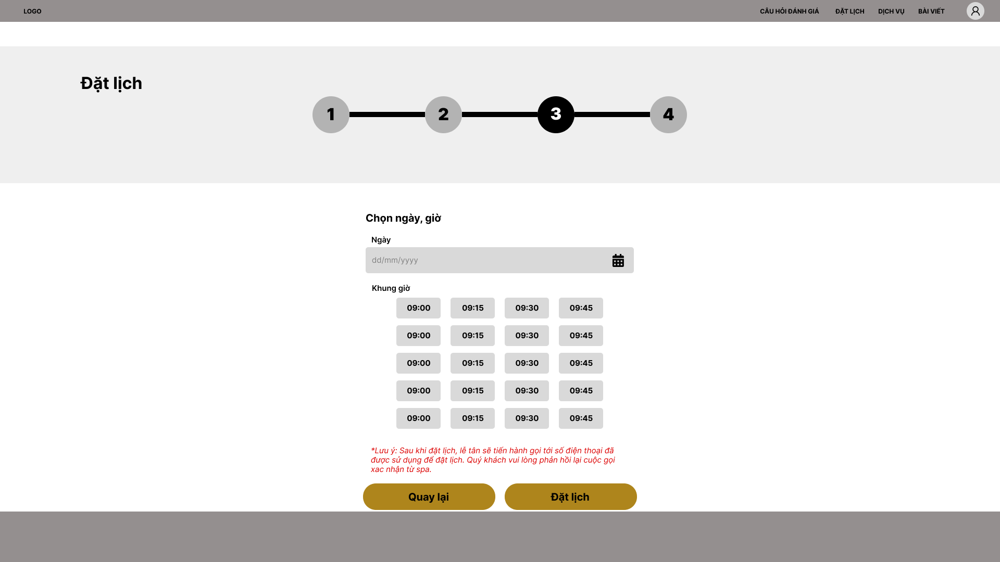 LOGO
CÂU HỎI ĐÁNH GIÁ ĐẶT LỊCH DỊCH VỤ BÀI VIẾT
Đặt lịch
1 2 3 4
Chọn ngày, giờ
Ngày
dd/mm/yyyy
Khung giờ
09:00 09:15 09:30 09:45
09:00 09:15 09:30 09:45
09:00 09:15 09:30 09:45
09:00 09:15 09:30 09:45
09:00 09:15 09:30 09:45
*Lưu ý: Sau khi đặt lịch, lễ tân sẽ tiến hành gọi tới số điện thoại đã
được sử dụng để đặt lịch. Quý khách vui lòng phản hồi lại cuộc gọi
xac nhận từ spa.
Quay lại Đặt lịch